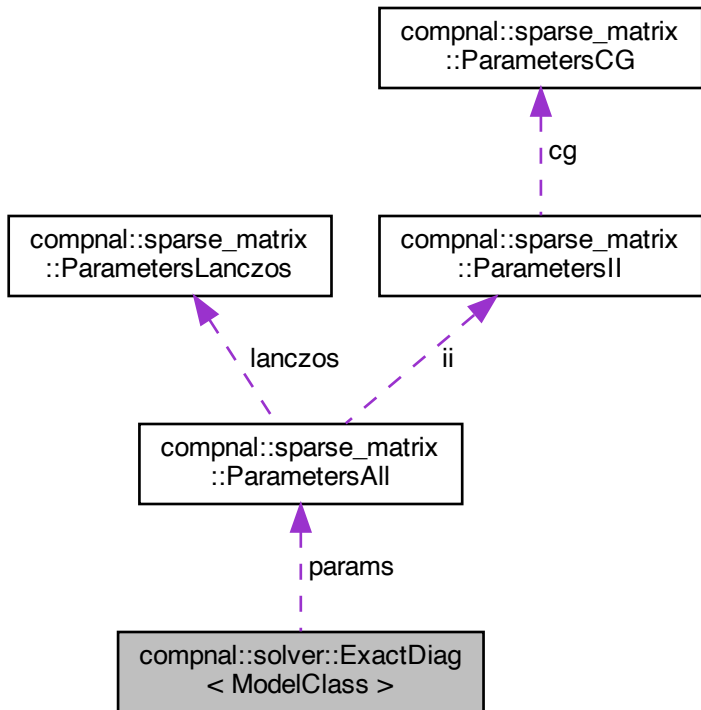 compnal::sparse_matrix
::ParametersCG
cg
compnal::sparse_matrix
::ParametersLanczos
compnal::sparse_matrix
::ParametersII
lanczos
ii
compnal::sparse_matrix
::ParametersAll
params
compnal::solver::ExactDiag
< ModelClass >